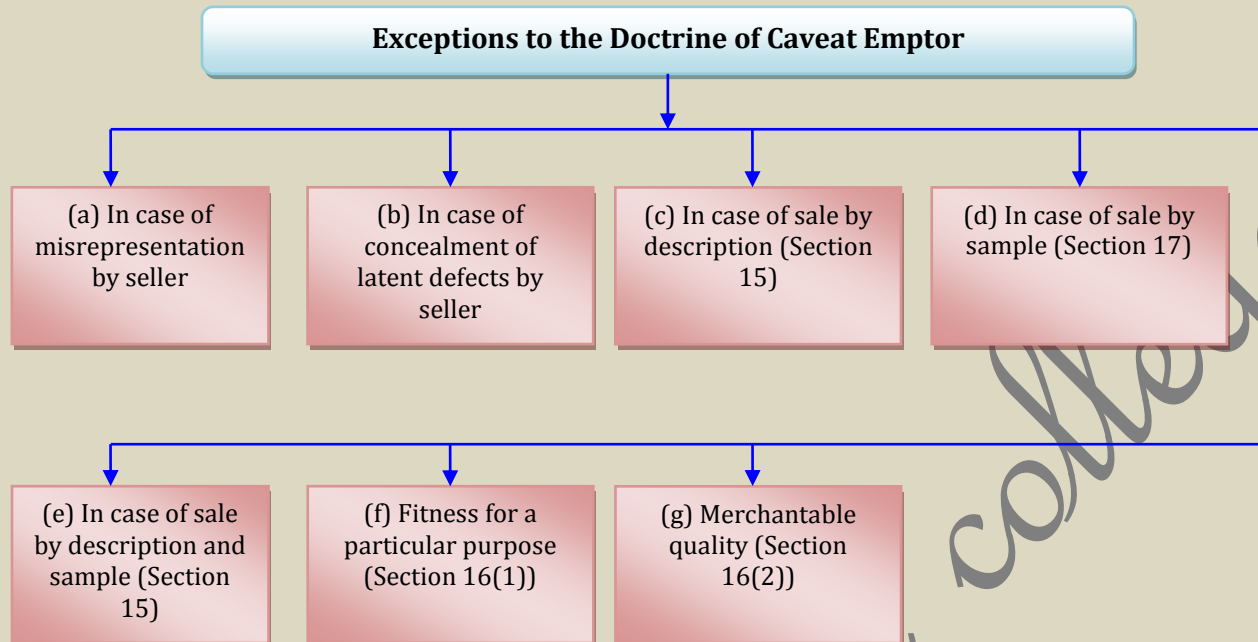 Exceptions to the Doctrine of Caveat Emptor
(a) In case of
misrepresentation
by seller
(b) In case of
concealment of
latent defects by
seller
(c) In case of sale by
description (Section
15)
(d) In case of sale by
sample (Section 17)
(e) In case of sale
by description and
sample (Section
15)
(f) Fitness for a
particular purpose
(Section 16(1))
(g) Merchantable
quality (Section
16(2))